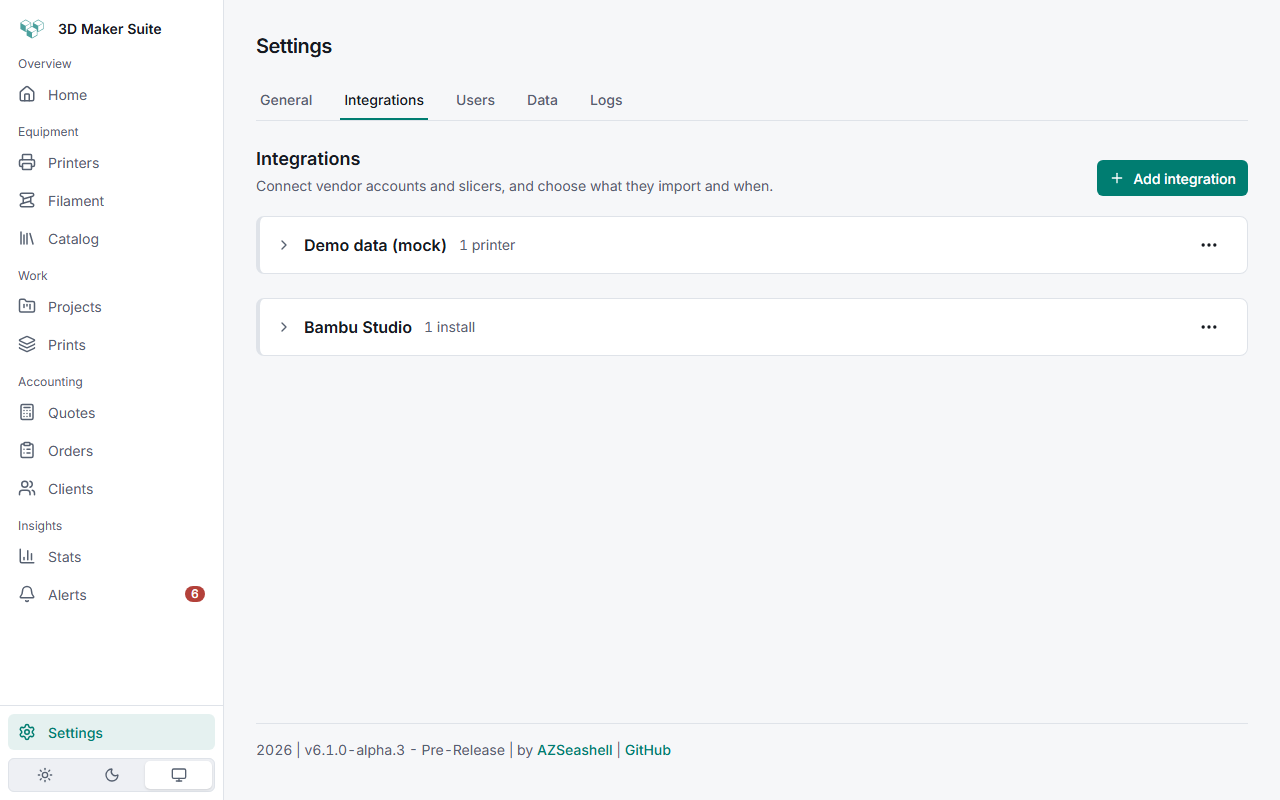 3D Maker Suite
Overview
Home
Equipment
Printers
Filament
Catalog
Work
Projects
Prints
Accounting
Quotes
Orders
Clients
Insights
Stats
Alerts 6
Settings
Settings
General Integrations Users Data Logs
Integrations
Connect vendor accounts and slicers, and choose what they import and when.
+ Add integration
Demo data (mock) 1 printer
Bambu Studio 1 install
2026 | v6.1.0-alpha.3 - Pre-Release | by AZSeashell | GitHub